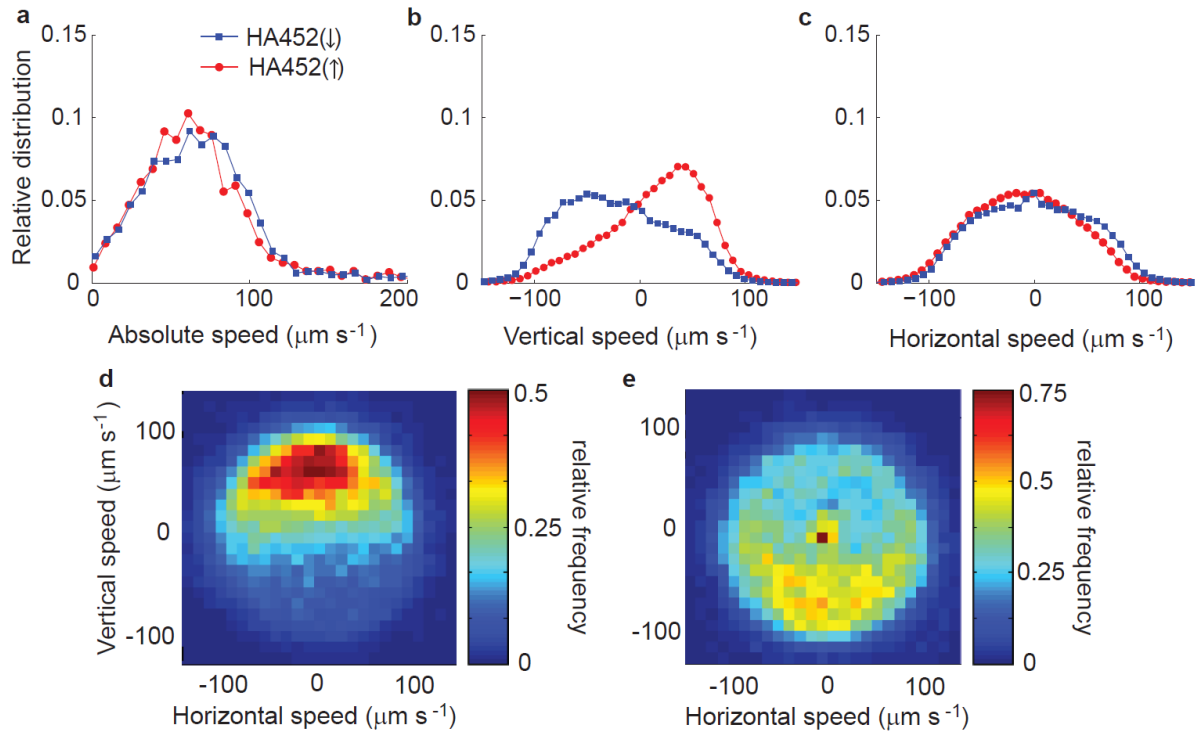 a
b
c
0.15
0.15
0.15
HA452(↓)
HA452(↑)
Relative distribution
0.1
0.1
0.1
0.05
0.05
0.05
0
0
0
0
100
200
-100
0
100
-100
0
100
Absolute speed (μm s⁻¹)
Vertical speed (μm s⁻¹)
Horizontal speed (μm s⁻¹)
d
e
Vertical speed (μm s⁻¹)
100
0
-100
0.5
0.25
0
relative frequency
100
0
-100
0.75
0.50
0.25
0
relative frequency
-100
0
100
-100
0
100
Horizontal speed (μm s⁻¹)
Horizontal speed (μm s⁻¹)